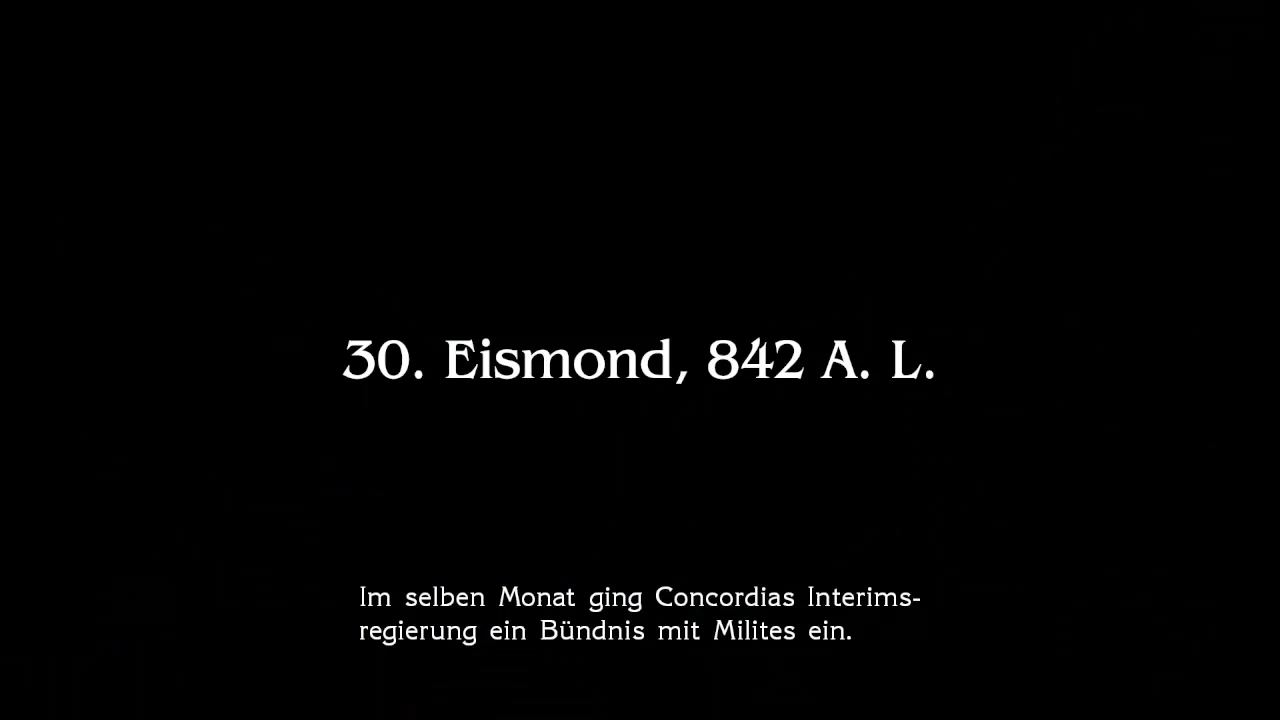 30. Eismond, 842 A. L.
Im selben Monat ging Concordias Interims-
regierung ein Bündnis mit Milites ein.